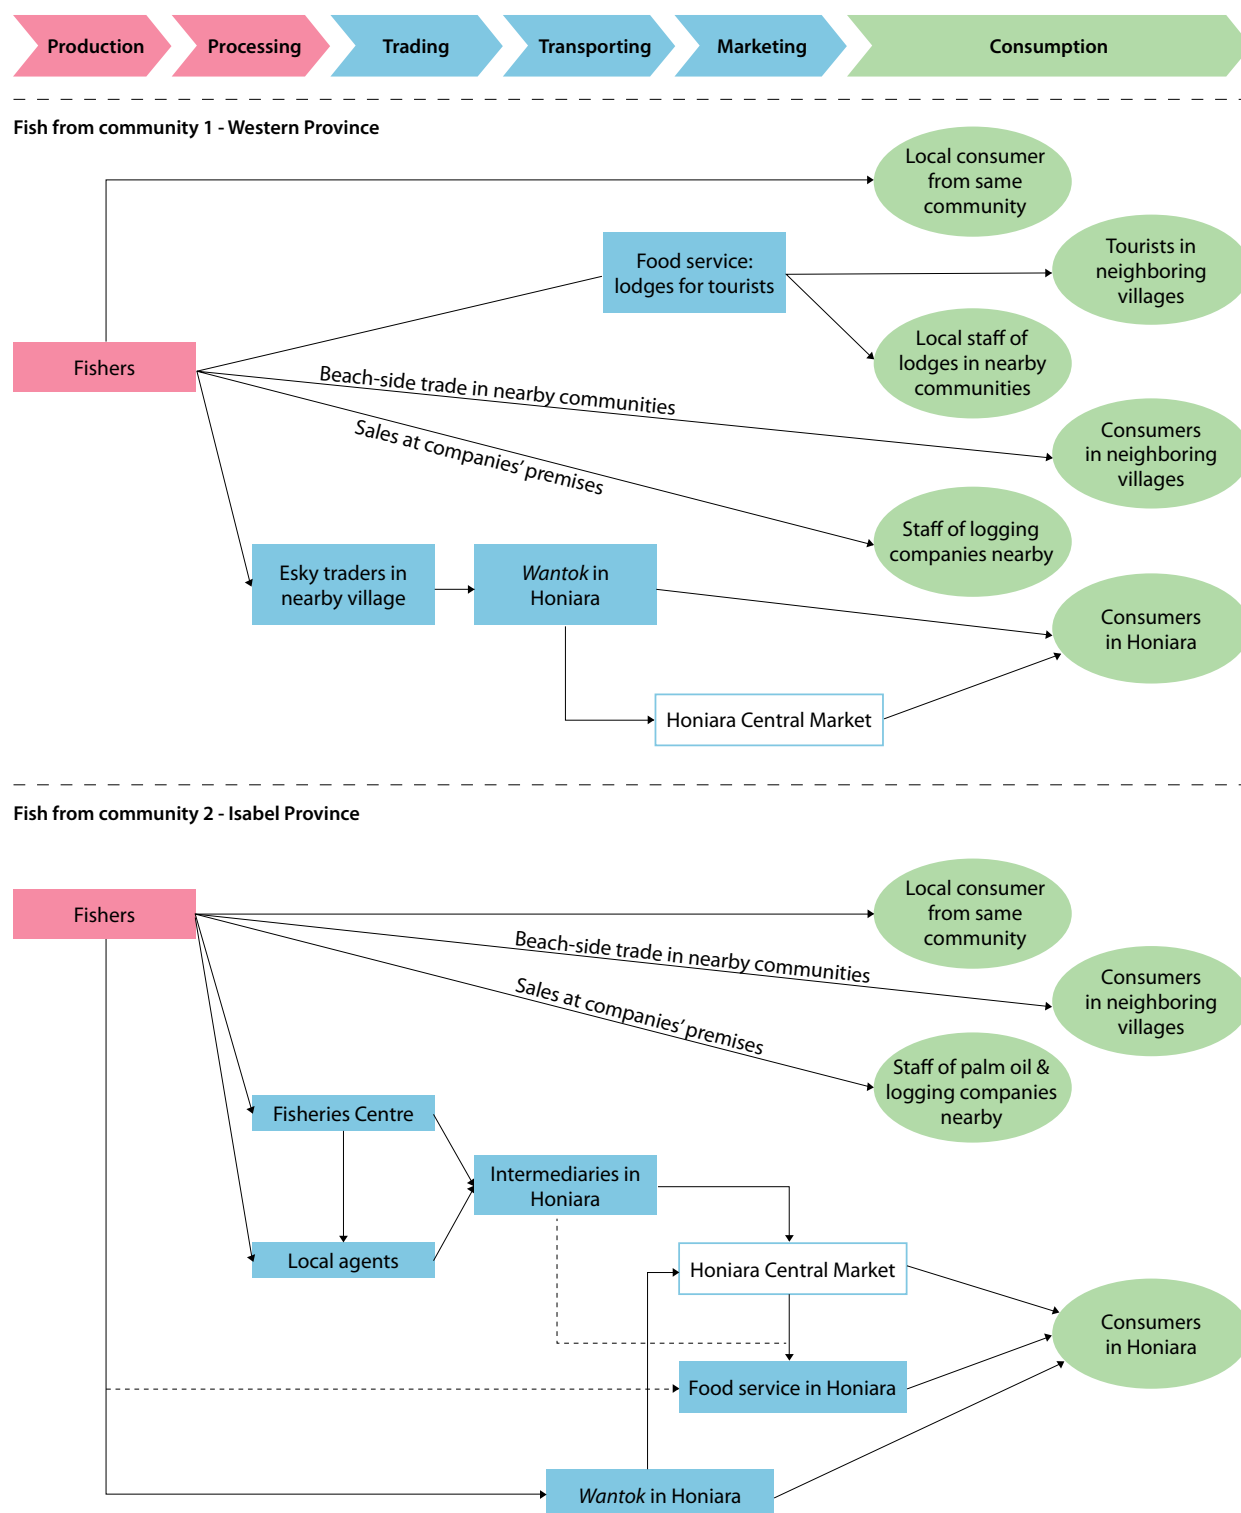 Production
Processing
Trading
Transporting
Marketing
Consumption
Fish from community 1 - Western Province
Local consumer
from same
community
Food service:
lodges for tourists
Tourists in
neighboring
villages
Fishers
Local staff of
lodges in nearby
communities
Beach-side trade in nearby communities
Sales at companies’ premises
Consumers
in neighboring
villages
Staff of logging
companies nearby
Esky traders in
nearby village
Wantok in
Honiara
Consumers
in Honiara
Honiara Central Market
Fish from community 2 - Isabel Province
Fishers
Local consumer
from same
community
Beach-side trade in nearby communities
Sales at companies’ premises
Consumers
in neighboring
villages
Staff of palm oil &
logging companies
nearby
Fisheries Centre
Intermediaries in
Honiara
Local agents
Honiara Central Market
Consumers
in Honiara
Food service in Honiara
Wantok in Honiara